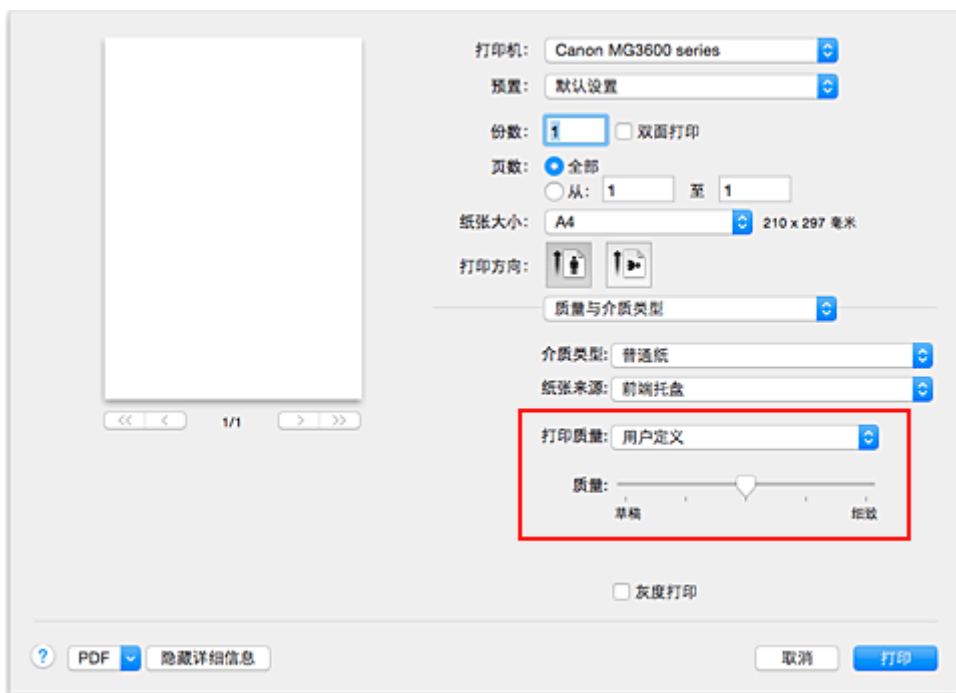 打印机: Canon MG3600 series
预置: 默认设置
份数: 1 双面打印
页数: 全部
从: 1 至 1
纸张大小: A4 210 x 297 毫米
打印方向:
质量与介质类型
介质类型: 普通纸
纸张来源: 前端托盘
1/1
打印质量: 用户定义
质量:
草稿 细致
灰度打印
? PDF 隐藏详细信息 取消 打印